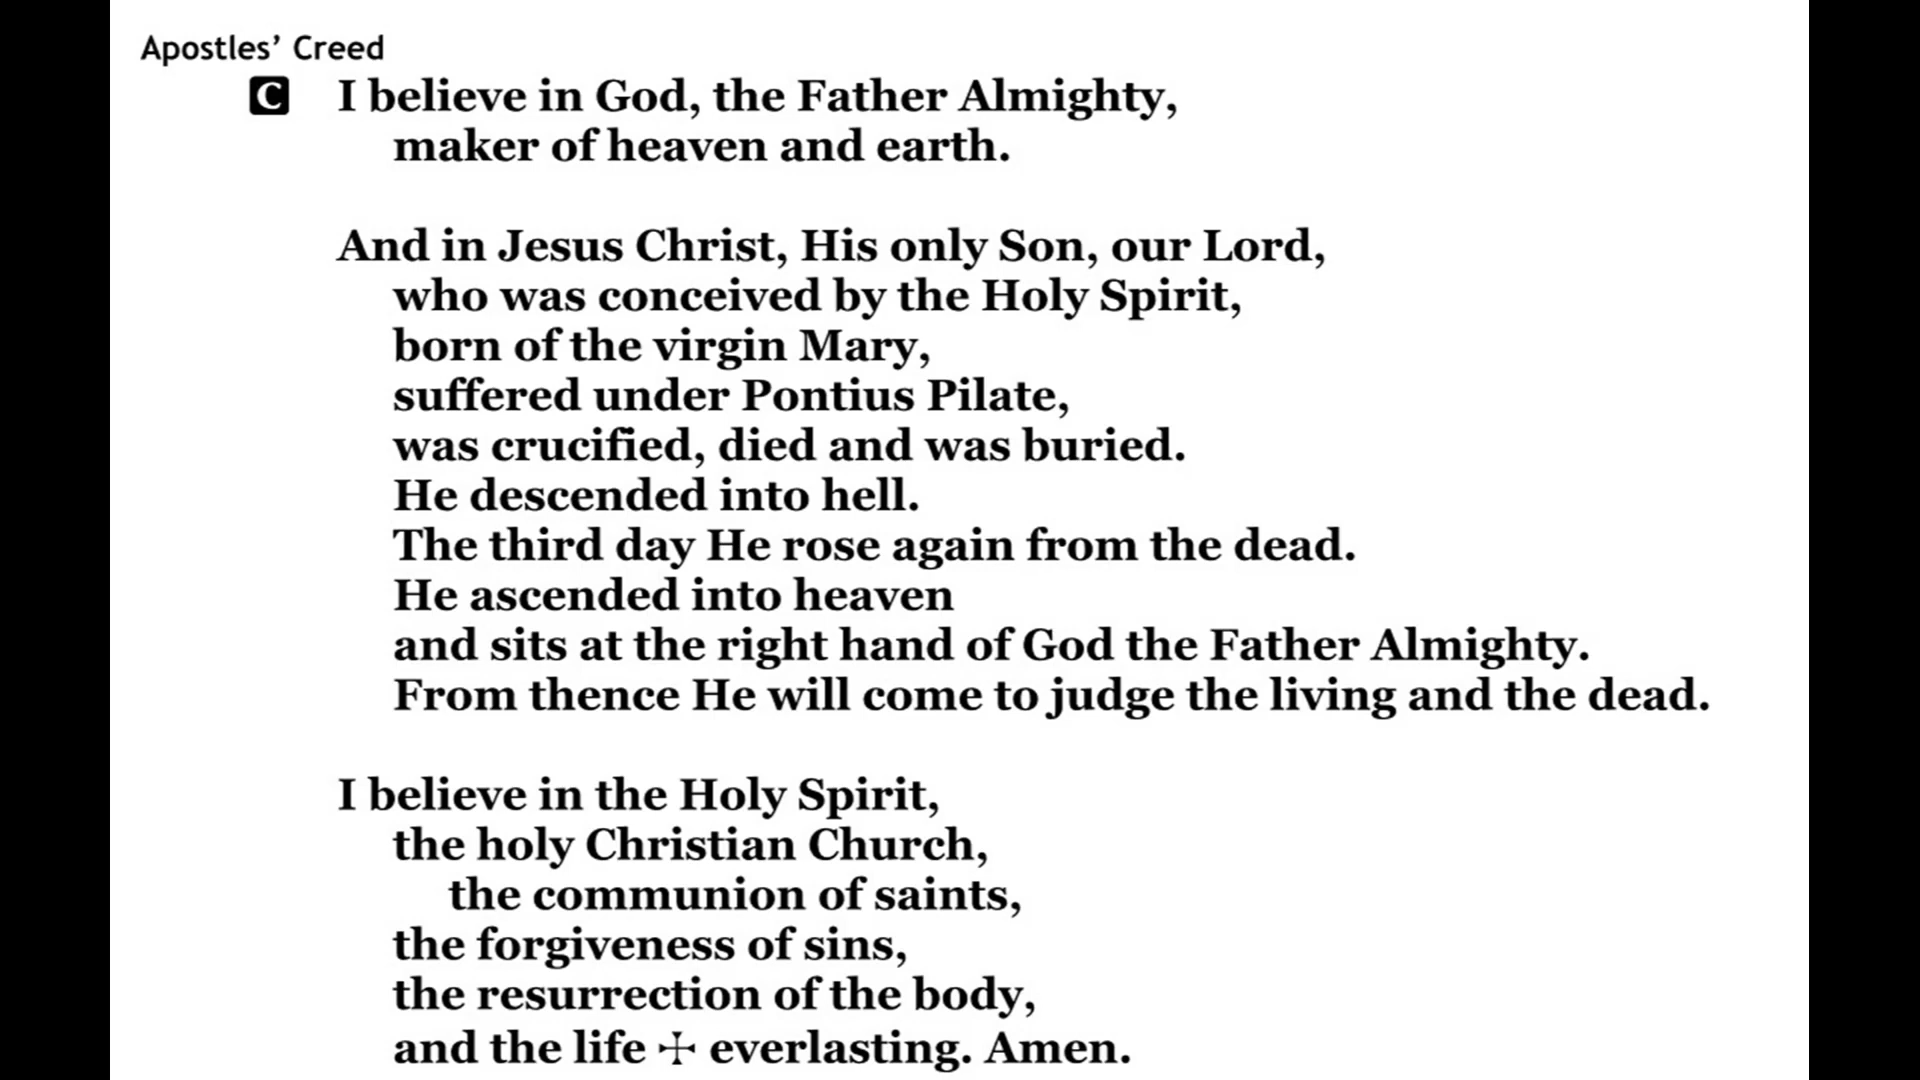 Apostles’ Creed
C I believe in God, the Father Almighty,
maker of heaven and earth.
And in Jesus Christ, His only Son, our Lord,
who was conceived by the Holy Spirit,
born of the virgin Mary,
suffered under Pontius Pilate,
was crucified, died and was buried.
He descended into hell.
The third day He rose again from the dead.
He ascended into heaven
and sits at the right hand of God the Father Almighty.
From thence He will come to judge the living and the dead.
I believe in the Holy Spirit,
the holy Christian Church,
the communion of saints,
the forgiveness of sins,
the resurrection of the body,
and the life ☩ everlasting. Amen.